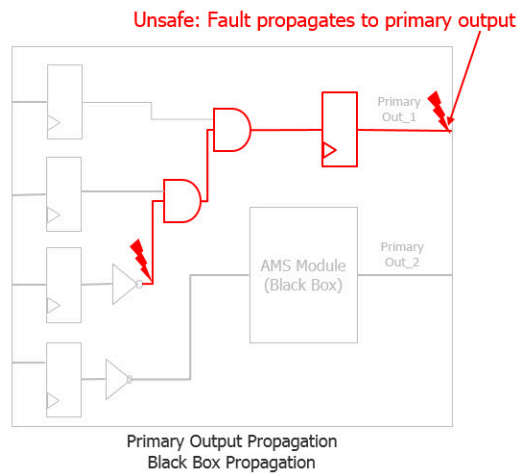 Unsafe: Fault propagates to primary output
Primary
Out_1
Primary
Out_2
AMS Module
(Black Box)
Primary Output Propagation
Black Box Propagation